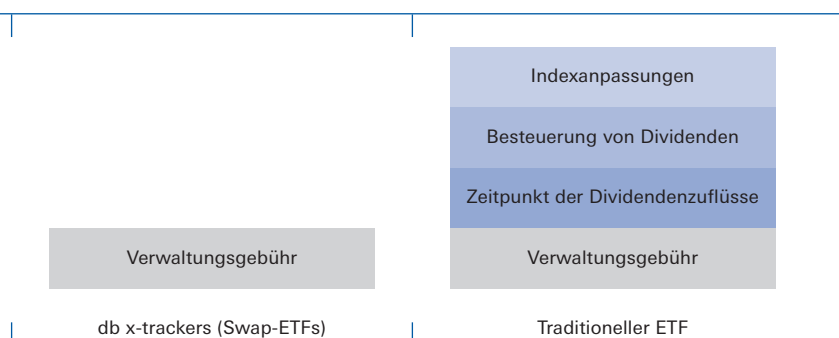 Indexanpassungen
Besteuerung von Dividenden
Zeitpunkt der Dividendenzuflüsse
Verwaltungsgebühr
Verwaltungsgebühr
db x-trackers (Swap-ETFs)
Traditioneller ETF